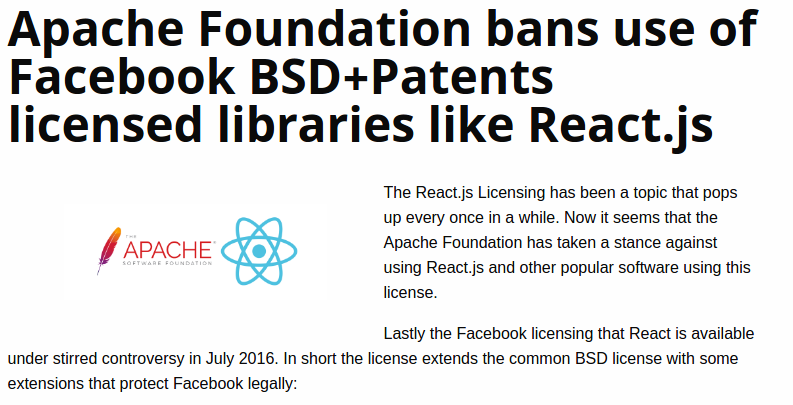 Apache Foundation bans use of
Facebook BSD+Patents
licensed libraries like React.js
THE
APACHE
SOFTWARE FOUNDATION
The React.js Licensing has been a topic that pops
up every once in a while. Now it seems that the
Apache Foundation has taken a stance against
using React.js and other popular software using this
license.
Lastly the Facebook licensing that React is available
under stirred controversy in July 2016. In short the license extends the common BSD license with some
extensions that protect Facebook legally: